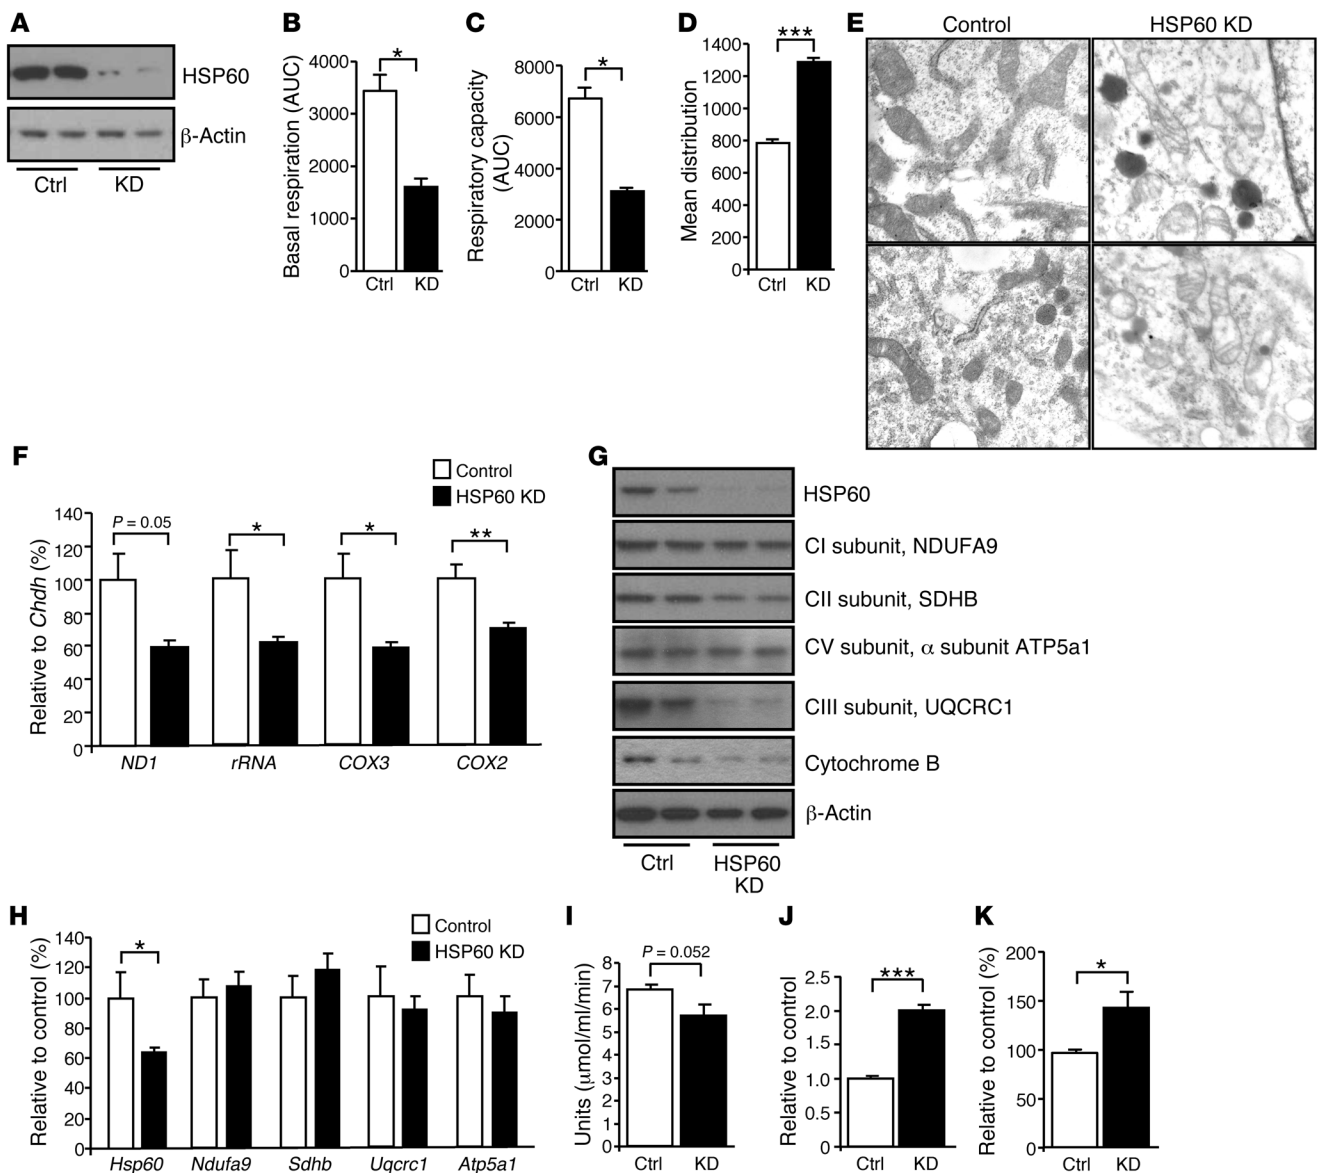 A
HSP60
β-Actin
Ctrl KD
B
Basal respiration (AUC)
4000
3000
2000
1000
0
*
Ctrl KD
C
Respiratory capacity
(AUC)
8000
6000
4000
2000
0
*
Ctrl KD
D
Mean distribution
1400
1200
1000
800
600
400
200
0
***
Ctrl KD
E
Control HSP60 KD
F
Control
HSP60 KD
Relative to Chdh (%)
140
120
100
80
60
40
20
0
P = 0.05 * * **
ND1 rRNA COX3 COX2
G
HSP60
CI subunit, NDUFA9
CII subunit, SDHB
CV subunit, α subunit ATP5a1
CIII subunit, UQCRC1
Cytochrome B
β-Actin
Ctrl HSP60
KD
H
Control
HSP60 KD
Relative to control (%)
140
120
100
80
60
40
20
0
*
Hsp60 Ndufa9 Sdhb Uqcrc1 Atp5a1
I
Units (μmol/ml/min)
P = 0.052
8
7
6
5
4
3
2
1
0
Ctrl KD
J
Relative to control
2.5
2.0
1.5
1.0
0.5
0
***
Ctrl KD
K
Relative to control (%)
200
150
100
50
0
*
Ctrl KD